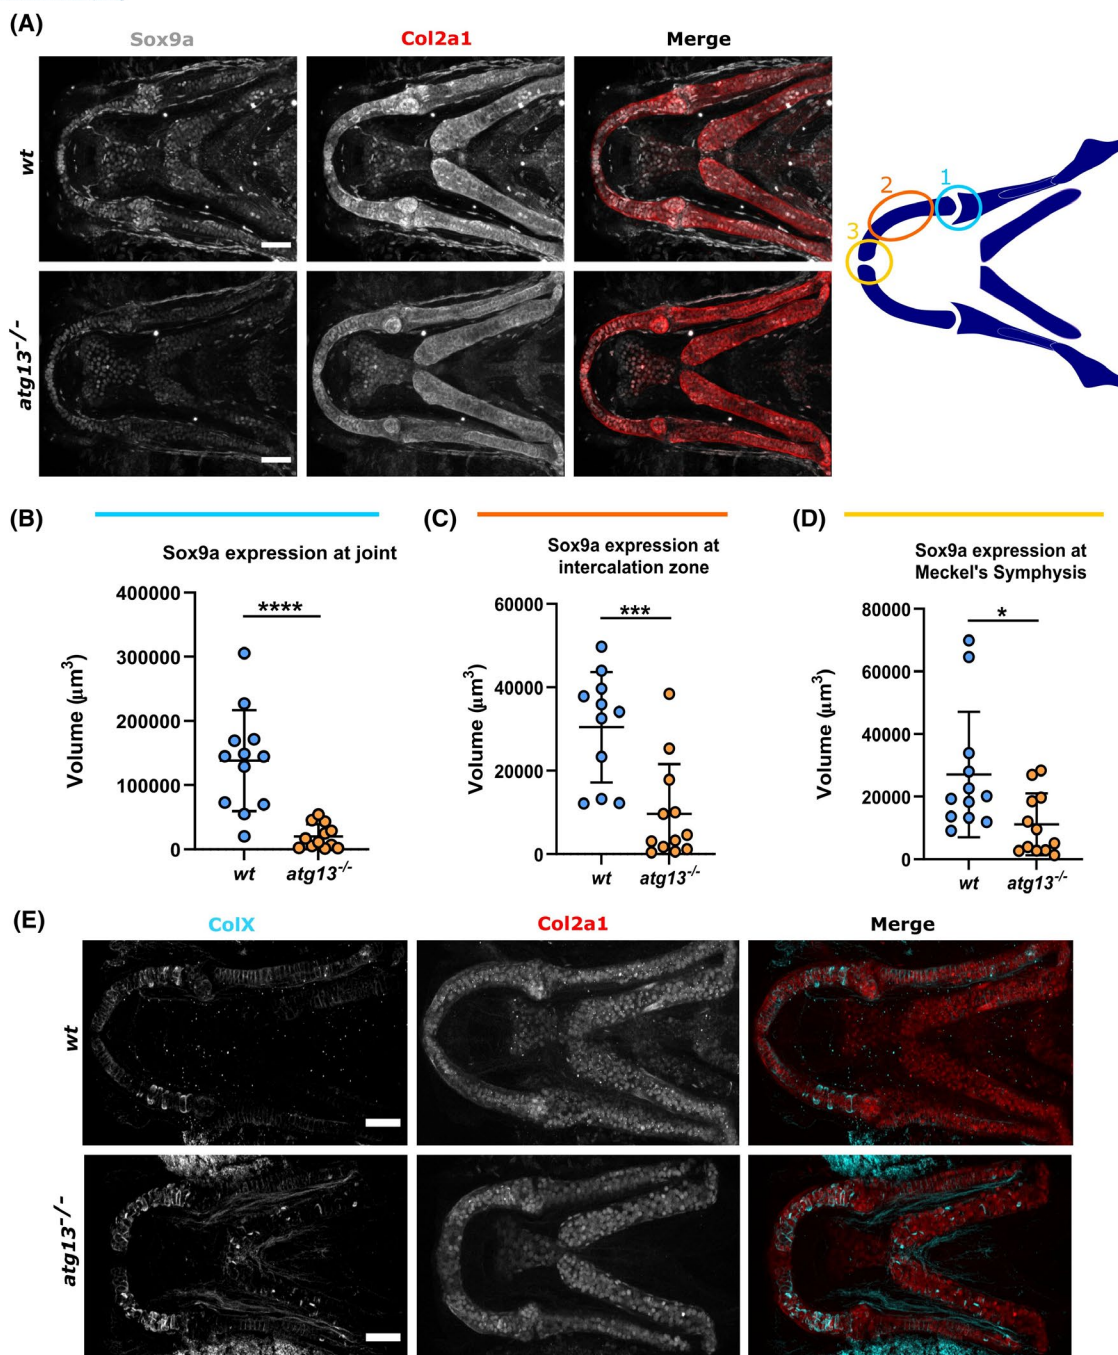 (A)
Sox9a Col2a1 Merge
wt
atg13-/-
1
2
3
(B)
Sox9a expression at joint
Volume (μm3)
400000
300000
200000
100000
0
****
wt atg13-/-
(C)
Sox9a expression at
intercalation zone
Volume (μm3)
60000
40000
20000
0
***
wt atg13-/-
(D)
Sox9a expression at
Meckel's Symphysis
Volume (μm3)
80000
60000
40000
20000
0
*
wt atg13-/-
(E)
ColX Col2a1 Merge
wt
atg13-/-